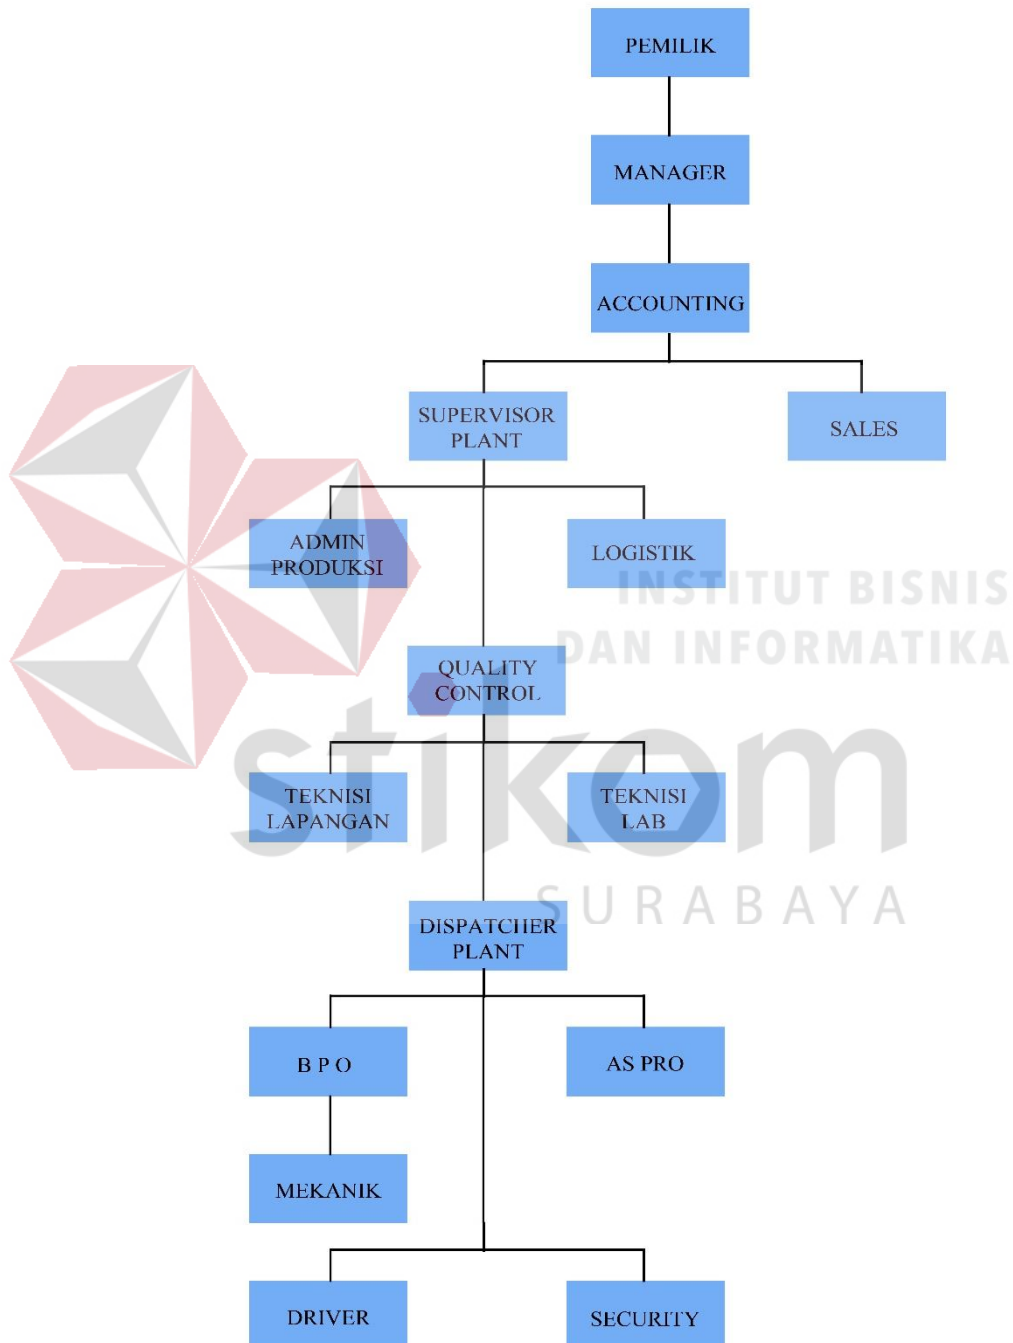 PEMILIK
MANAGER
ACCOUNTING
SUPERVISOR
PLANT
SALES
ADMIN
PRODUKSI
LOGISTIK
INSTITUT BISNIS
DAN INFORMATIKA
QUALITY
CONTROL
stikom
TEKNISI
LAPANGAN
TEKNISI
LAB
SURABAYA
DISPATCHER
PLANT
B P O
AS PRO
MEKANIK
DRIVER
SECURITY